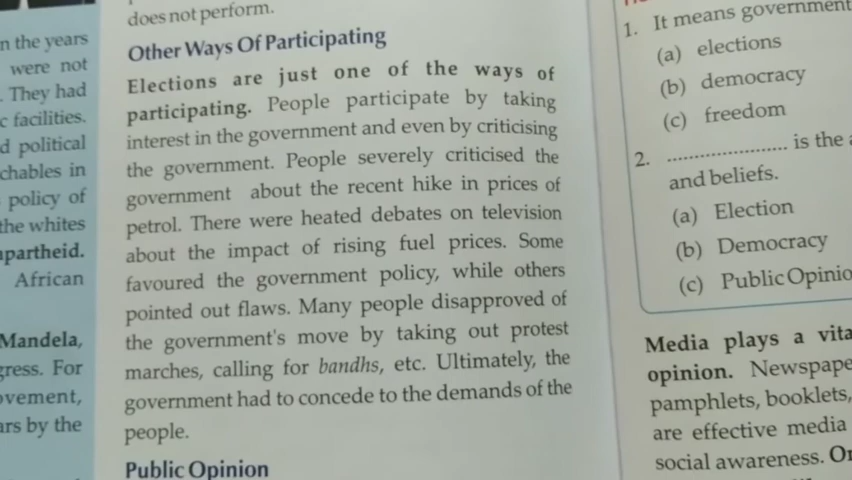 n the years
were not
. They had
c facilities.
d political
chables in
policy of
the whites
partheid.
African
Mandela,
gress. For
ovement,
ars by the
does not perform.
Other Ways Of Participating
Elections are just one of the ways of
participating. People participate by taking
interest in the government and even by criticising
the government. People severely criticised the
government about the recent hike in prices of
petrol. There were heated debates on television
about the impact of rising fuel prices. Some
favoured the government policy, while others
pointed out flaws. Many people disapproved of
the government's move by taking out protest
marches, calling for bandhs, etc. Ultimately, the
government had to concede to the demands of the
people.
Public Opinion
1. It means government
(a) elections
(b) democracy
(c) freedom
2. ........................ is the a
and beliefs.
(a) Election
(b) Democracy
(c) Public Opinio
Media plays a vita
opinion. Newspape
pamphlets, booklets,
are effective media
social awareness. Or